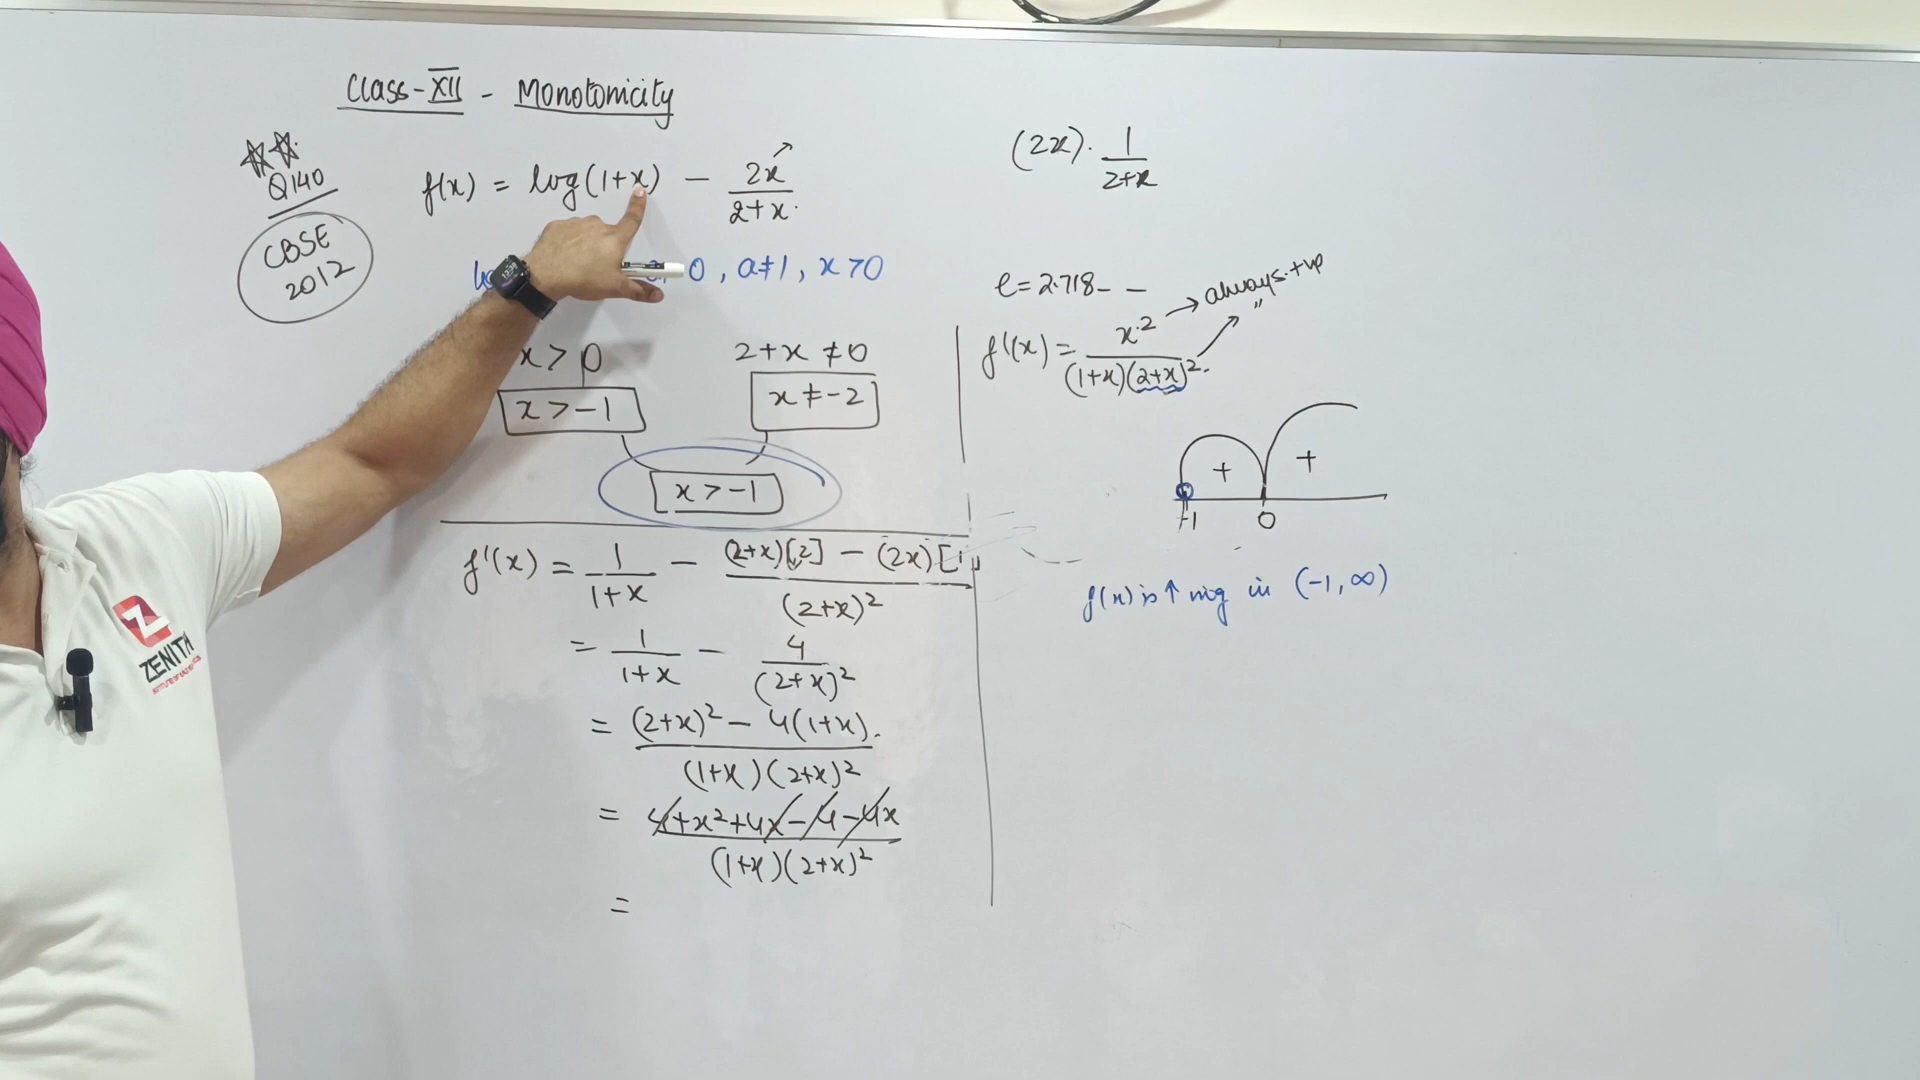 Class-XII - Monotonicity
Q140
CBSE
2012
f(x) = log(1+x) - 2x/2+x.
0, a≠1, x>0
x>0
x>-1
2+x ≠0
x≠-2
x>-1
f'(x) = 1/1+x - (2+x)[2] - (2x)[1]/(2+x)²
= 1/1+x - 4/(2+x)²
= (2+x)² - 4(1+x)./(1+x)(2+x)²
= 4+x²+4x-4-4x/(1+x)(2+x)²
=
(2x). 1/2+x
e=2.718- -
f'(x) = x²/(1+x)(2+x)². → always +ve
"
+ +
-1 0
f(x) is ↑ing in (-1, ∞)
ZENITH